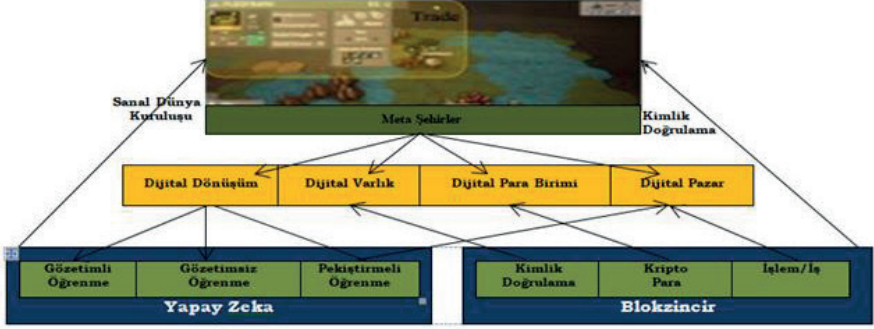 Trade
Sanal Dünya
Kuruluşu
Meta Şehirler
Kimlik
Doğrulama
Dijital Dönüşüm
Dijital Varlık
Dijital Para Birimi
Dijital Pazar
Gözetimli
Öğrenme
Gözetimsiz
Öğrenme
Pekiştirmeli
Öğrenme
Kimlik
Doğrulama
Kripto
Para
İşlem/İş
Yapay Zeka
Blokzincir